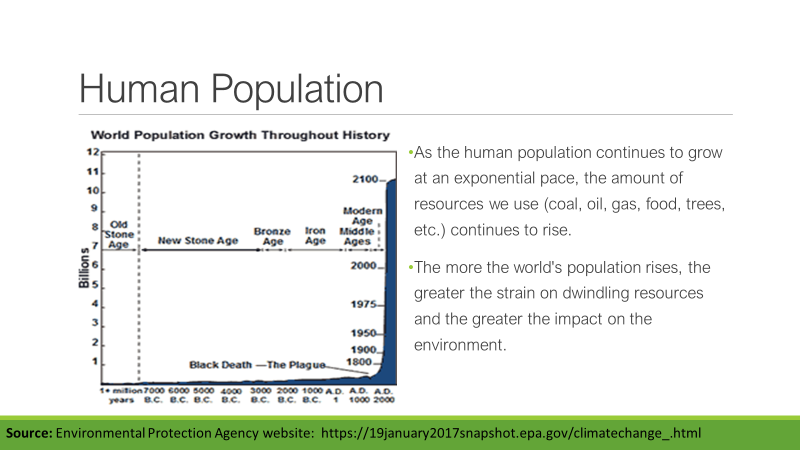 Human Population
World Population Growth Throughout History
12
11
10
9
8
7
6
5
4
3
2
1
Billions
Old
Stone
Age
New Stone Age
Bronze
Age
Iron
Age
Modern
Age
Middle
Ages
2100
2000
1975
1950
1900
1800
Black Death —The Plague
1+ million 7000 6000 5000 4000 3000 2000 1000 A.D. A.D. A.D.
years B.C. B.C. B.C. B.C. B.C. B.C. B.C. 1 1000 2000
•As the human population continues to grow
at an exponential pace, the amount of
resources we use (coal, oil, gas, food, trees,
etc.) continues to rise.
•The more the world's population rises, the
greater the strain on dwindling resources
and the greater the impact on the
environment.
Source: Environmental Protection Agency website: https://19january2017snapshot.epa.gov/climatechange_.html